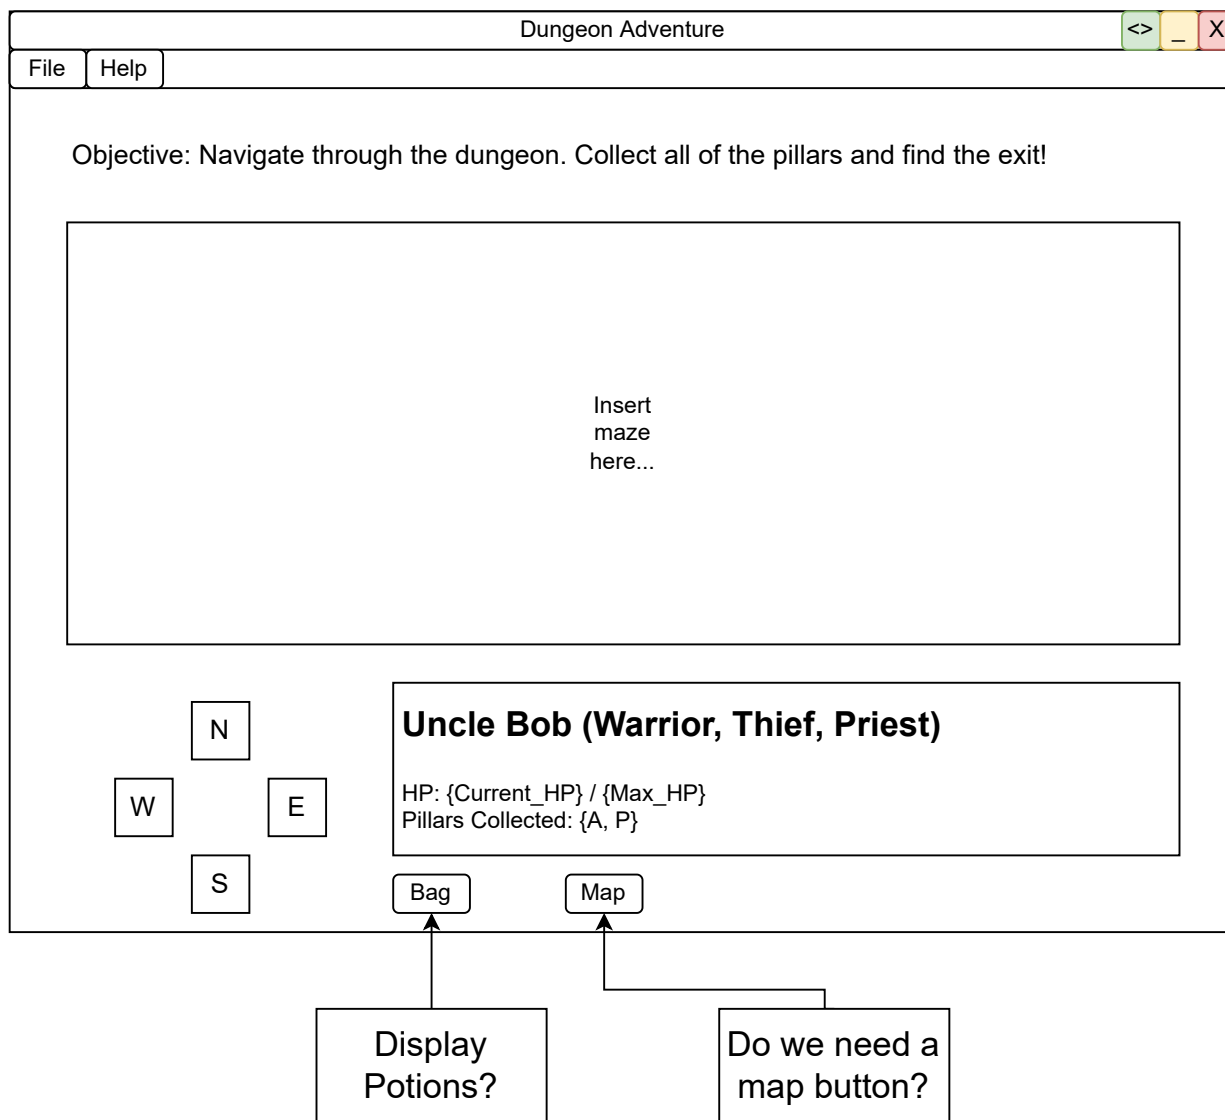 Dungeon Adventure
<> _ X
File Help
Objective: Navigate through the dungeon. Collect all of the pillars and find the exit!
Insert
maze
here...
N
W E
S
Uncle Bob (Warrior, Thief, Priest)
HP: {Current_HP} / {Max_HP}
Pillars Collected: {A, P}
Bag Map
Display
Potions?
Do we need a
map button?